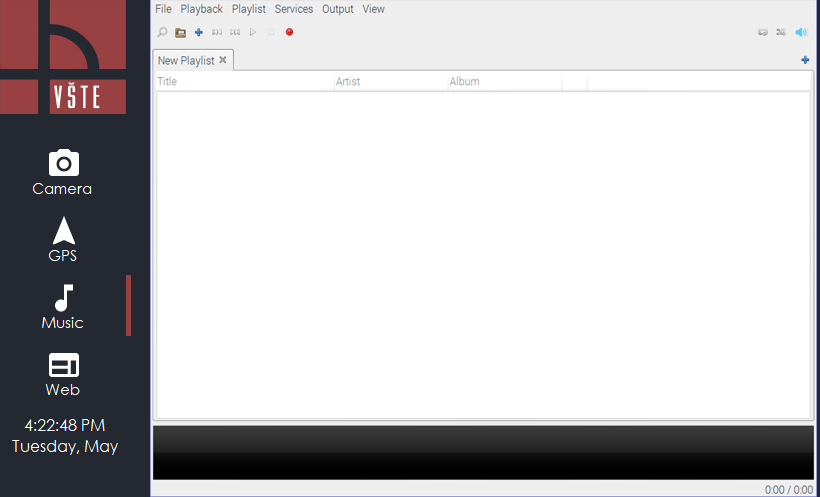 VŠTE
Camera
GPS
Music
Web
4:22:48 PM
Tuesday, May
File Playback Playlist Services Output View
New Playlist
Title Artist Album
0:00 / 0:00